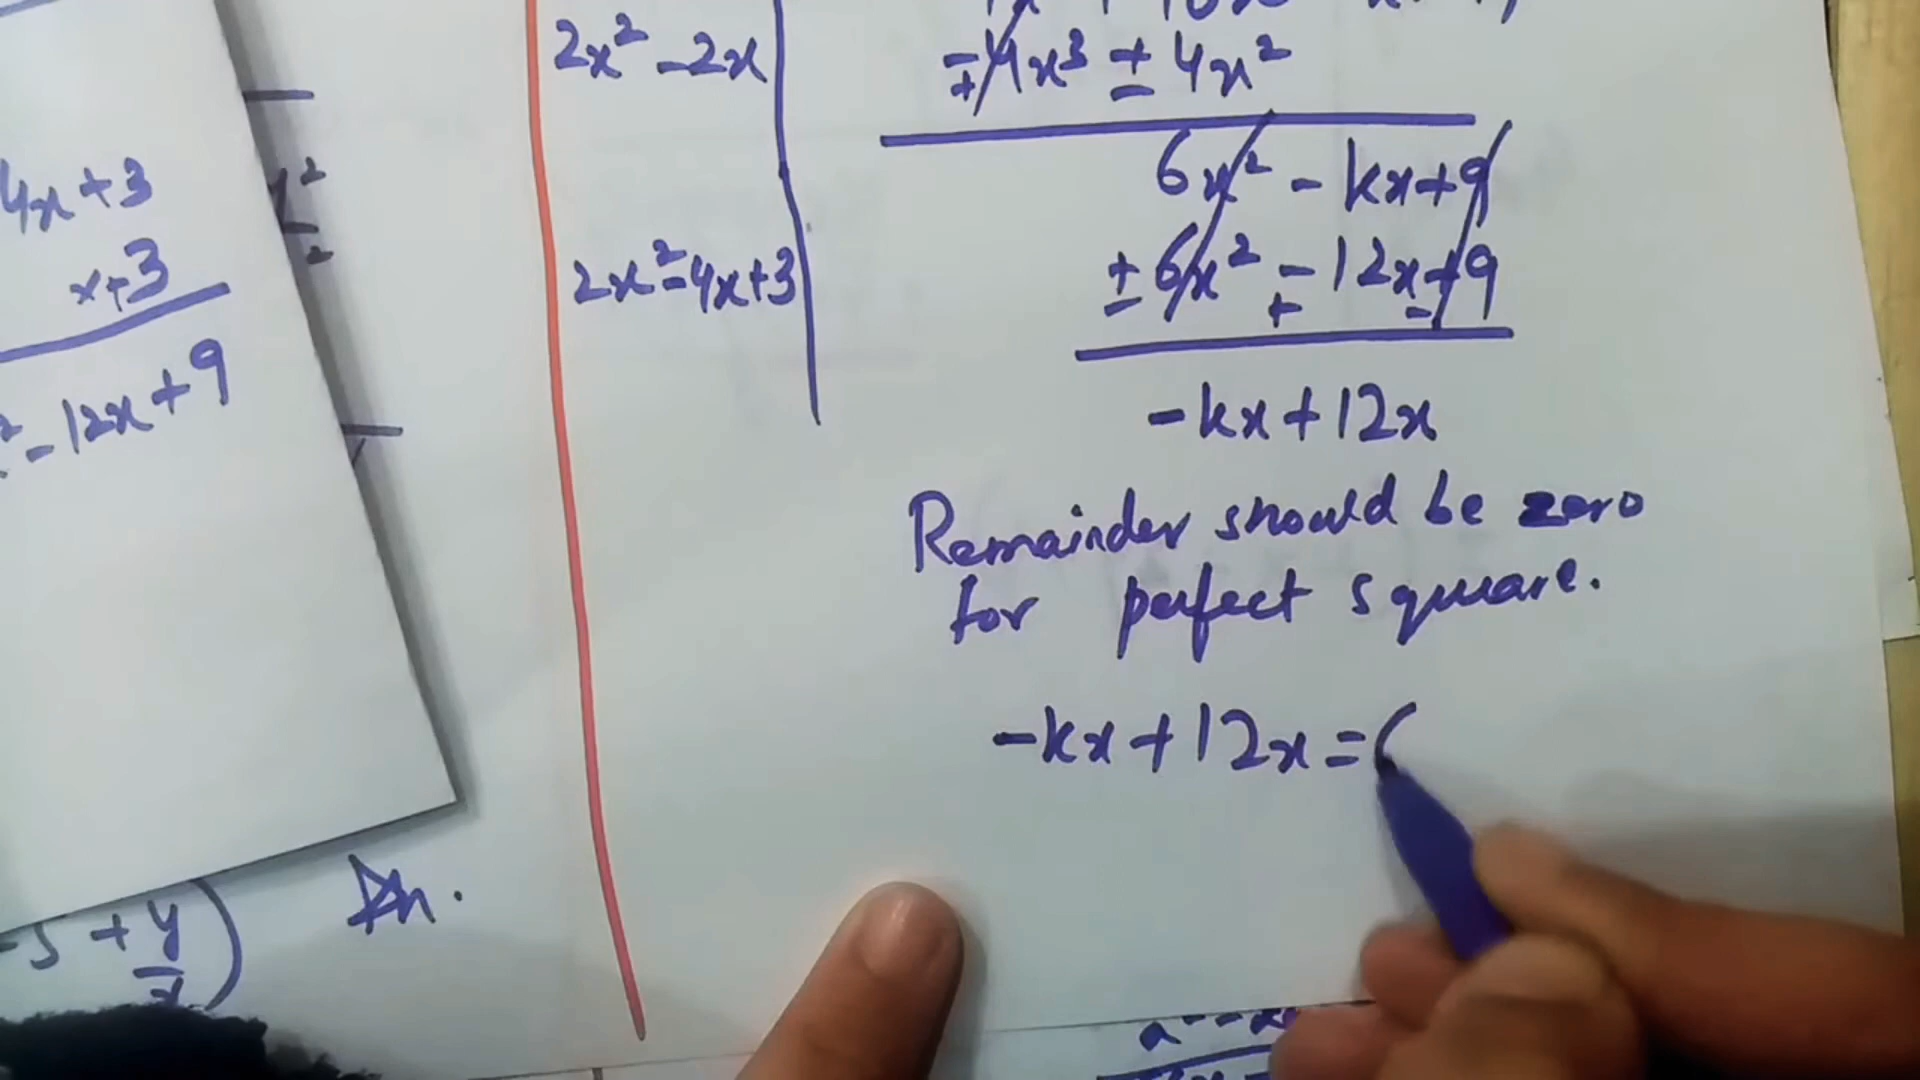 4x+3
x+3
-12x+9
-5 + y/x)
Ans.
2x² -2x
2x²-4x+3
∓4x³ ± 4x²
6x² - kx+9
± 6x² - 12x+9
- + -
-kx+12x
Remainder should be zero
for perfect square.
-kx+12x=